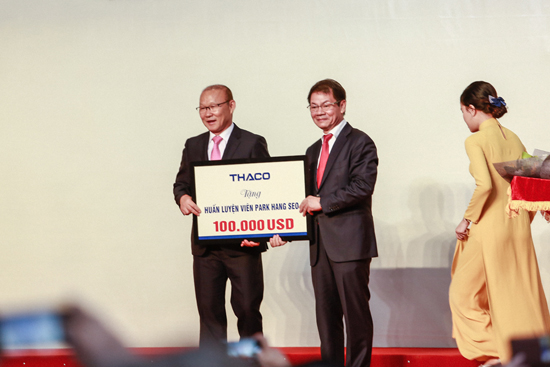 THACO
Tặng
HUẤN LUYỆN VIÊN PARK HANG SEO
100.000 USD